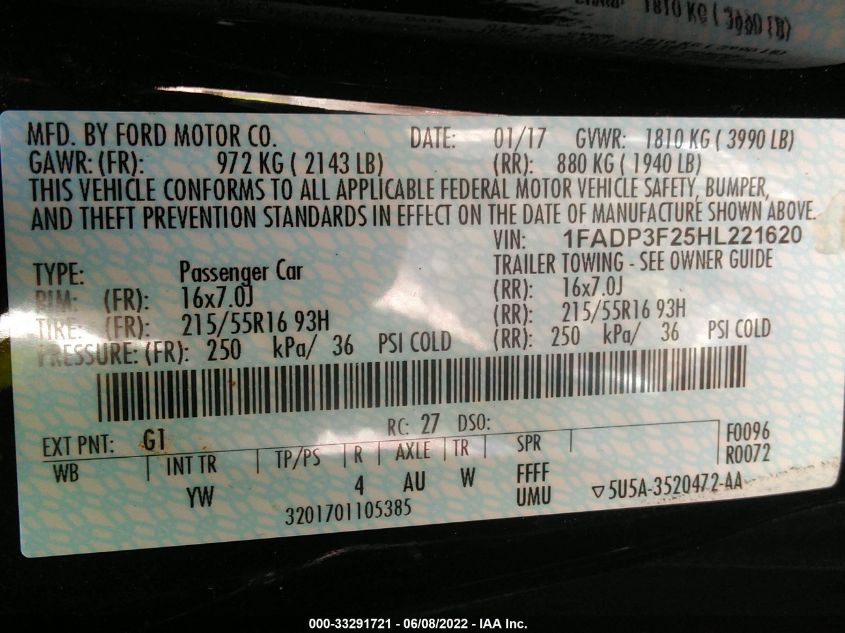 1810 KG ( 3990 LB)
MFD. BY FORD MOTOR CO. DATE: 01/17 GVWR: 1810 KG ( 3990 LB)
GAWR: (FR): 972 KG ( 2143 LB) (RR): 880 KG ( 1940 LB)
THIS VEHICLE CONFORMS TO ALL APPLICABLE FEDERAL MOTOR VEHICLE SAFETY, BUMPER,
AND THEFT PREVENTION STANDARDS IN EFFECT ON THE DATE OF MANUFACTURE SHOWN ABOVE.
VIN: 1FADP3F25HL221620
TYPE: Passenger Car TRAILER TOWING - SEE OWNER GUIDE
RIM: (FR): 16x7.0J (RR): 16x7.0J
TIRE: (FR): 215/55R16 93H (RR): 215/55R16 93H
PRESSURE: (FR): 250 kPa/ 36 PSI COLD (RR): 250 kPa/ 36 PSI COLD
RC: 27 DSO:
EXT PNT: G1 F0096
R0072
WB INT TR TP/PS R AXLE TR SPR
YW 4 AU W FFFF
UMU
3201701105385 ▽5U5A-3520472-AA
000-33291721 - 06/08/2022 - IAA Inc.